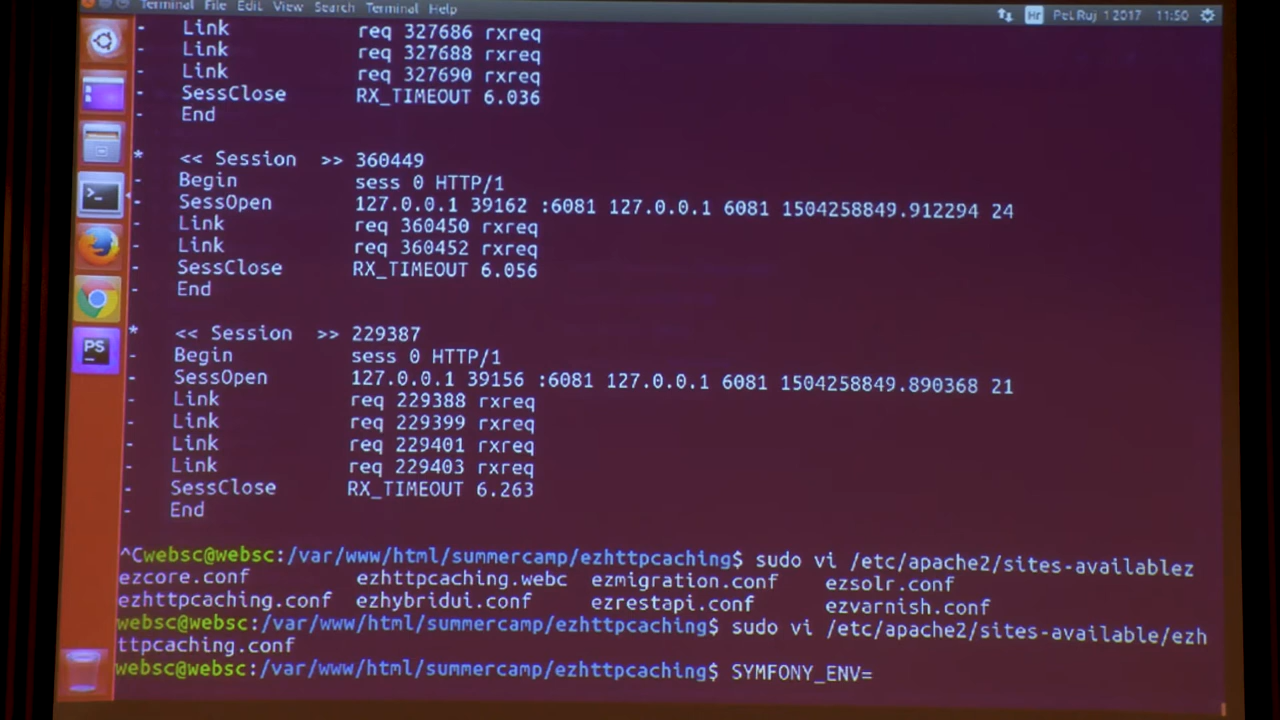 Terminal File Edit View Search Terminal Help Hr Pet Ruj 1 2017 11:50
- Link req 327686 rxreq
- Link req 327688 rxreq
- Link req 327690 rxreq
- SessClose RX_TIMEOUT 6.036
- End
* << Session >> 360449
- Begin sess 0 HTTP/1
- SessOpen 127.0.0.1 39162 :6081 127.0.0.1 6081 1504258849.912294 24
- Link req 360450 rxreq
- Link req 360452 rxreq
- SessClose RX_TIMEOUT 6.056
- End
* << Session >> 229387
- Begin sess 0 HTTP/1
- SessOpen 127.0.0.1 39156 :6081 127.0.0.1 6081 1504258849.890368 21
- Link req 229388 rxreq
- Link req 229399 rxreq
- Link req 229401 rxreq
- Link req 229403 rxreq
- SessClose RX_TIMEOUT 6.263
- End
^Cwebsc@websc:/var/www/html/summercamp/ezhttpcaching$ sudo vi /etc/apache2/sites-availablez
ezcore.conf ezhttpcaching.webc ezmigration.conf ezsolr.conf
ezhttpcaching.conf ezhybridui.conf ezrestapi.conf ezvarnish.conf
websc@websc:/var/www/html/summercamp/ezhttpcaching$ sudo vi /etc/apache2/sites-available/ezh
ttpcaching.conf
websc@websc:/var/www/html/summercamp/ezhttpcaching$ SYMFONY_ENV=
PS